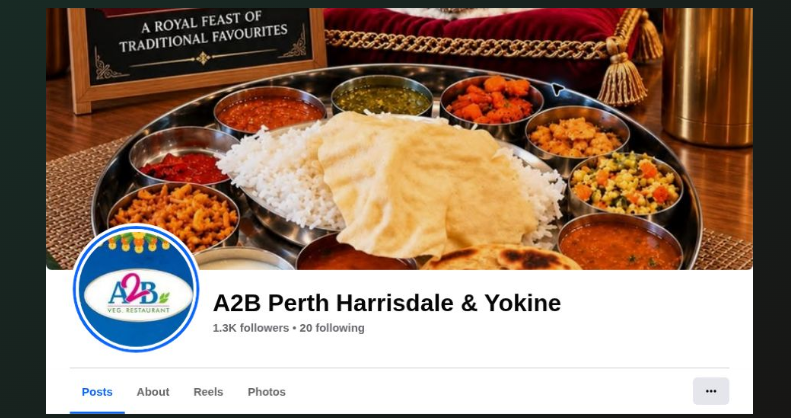 A ROYAL FEAST OF
TRADITIONAL FAVOURITES
A2B
VEG. RESTAURANT
A2B Perth Harrisdale & Yokine
1.3K followers • 20 following
Posts About Reels Photos